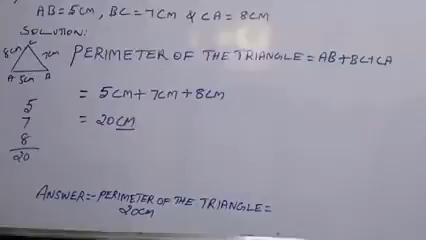 AB=5CM, BC=7CM & CA=8CM
SOLUTION:
C
8CM 7CM
A 5CM B
PERIMETER OF THE TRIANGLE=AB+BC+CA
= 5CM+7CM+8CM
= 20CM
5
7
8
20
ANSWER:-PERIMETER OF THE TRIANGLE=
20CM